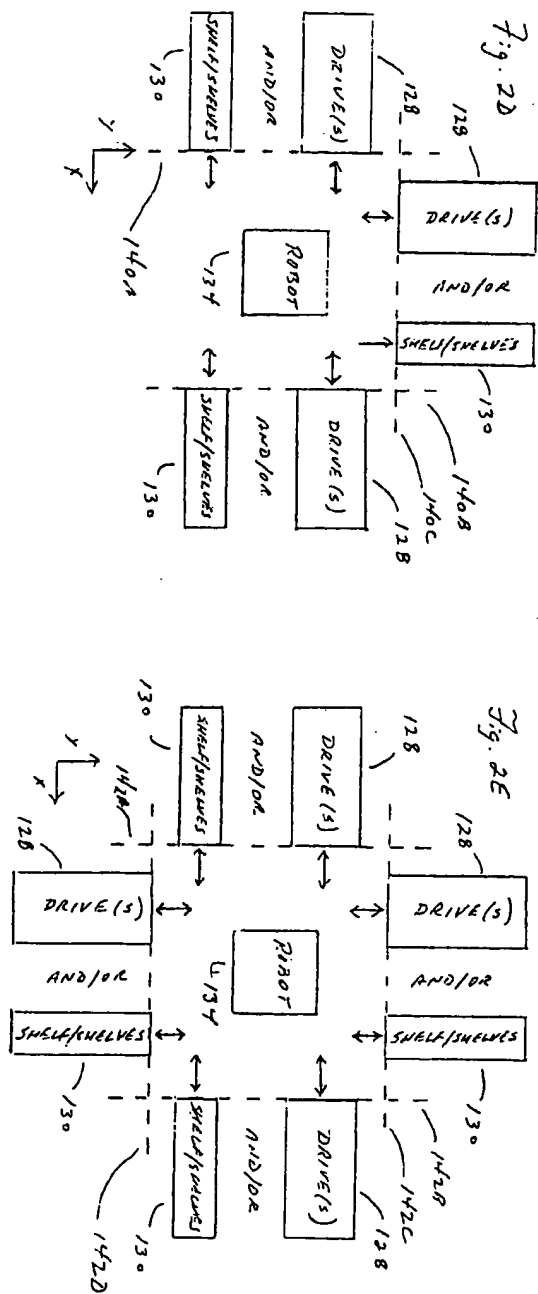 Fig. 2D
128
DRIVE(S)
AND/OR
SHELF/SHELVES
130
128
DRIVE(S)
AND/OR
SHELF/SHELVES
130
Y
X
140A
ROBOT
134
DRIVE(S)
AND/OR
SHELF/SHELVES
130
128
140B
140C
Fig. 2E
128
DRIVE(S)
AND/OR
SHELF/SHELVES
130
128
DRIVE(S)
AND/OR
SHELF/SHELVES
130
Y
X
142A
ROBOT
134
128
DRIVE(S)
AND/OR
SHELF/SHELVES
130
DRIVE(S)
AND/OR
SHELF/SHELVES
128
130
142B
142C
142D